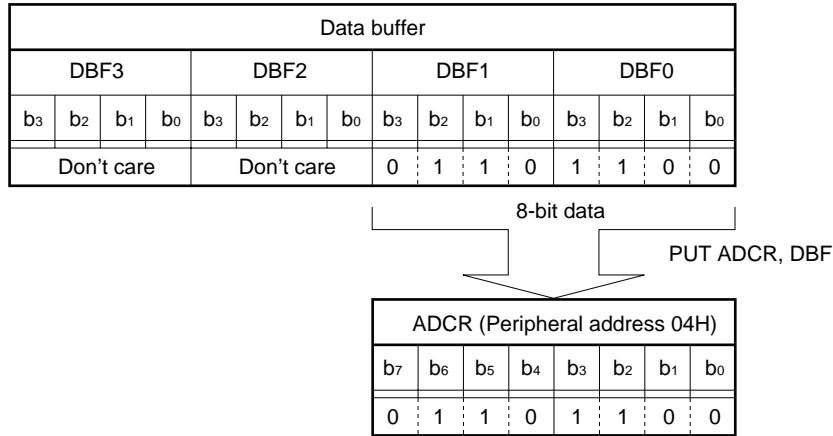 Data buffer
DBF3 DBF2 DBF1 DBF0
b3 b2 b1 b0 b3 b2 b1 b0 b3 b2 b1 b0 b3 b2 b1 b0
Don't care Don't care 0 1 1 0 1 1 0 0
8-bit data
PUT ADCR, DBF
ADCR (Peripheral address 04H)
b7 b6 b5 b4 b3 b2 b1 b0
0 1 1 0 1 1 0 0